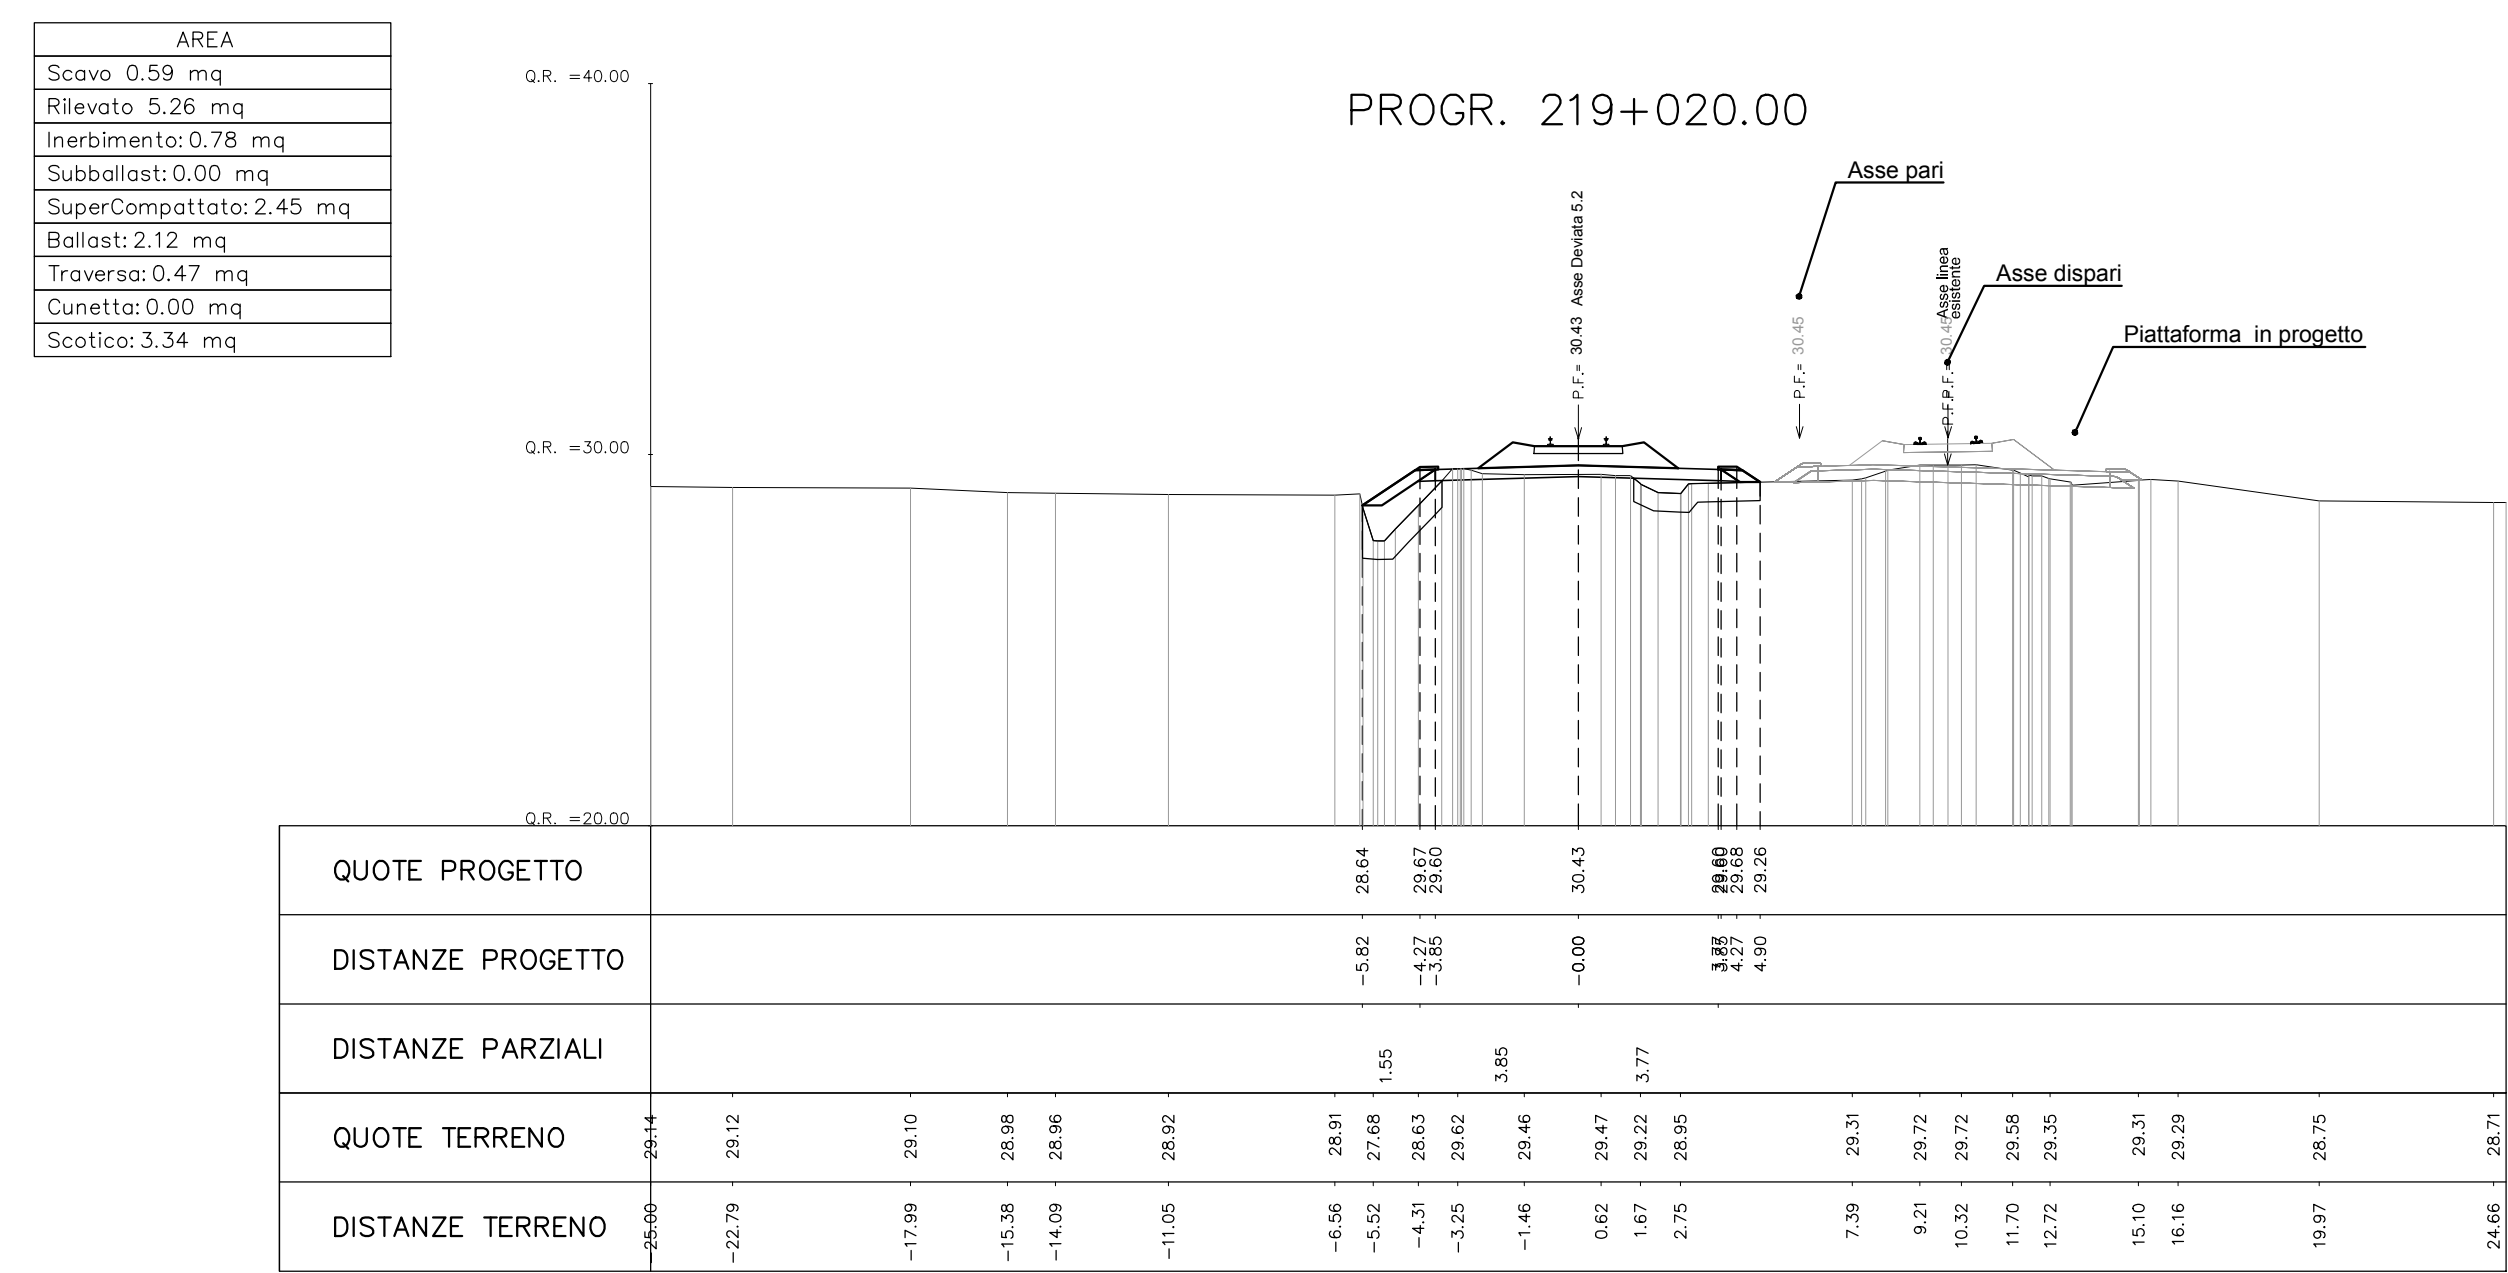 AREA
Scavo 0.59 mq
Rilevato 5.26 mq
Inerbimento: 0.78 mq
Subballast: 0.00 mq
SuperCompattato: 2.45 mq
Ballast: 2.12 mq
Traversa: 0.47 mq
Cunetta: 0.00 mq
Scotico: 3.34 mq
Q.R. =40.00
PROGR. 219+020.00
Asse pari
Asse dispari
Piattaforma in progetto
P.F.= 30.43 Asse Deviata 5.2
P.F.= 30.45
Asse linea
esistente
30.45
Q.R. =30.00
Q.R. =20.00
QUOTE PROGETTO 28.64 29.67 29.60 30.43 29.60 29.68 29.26
DISTANZE PROGETTO -5.82 -4.27 -3.85 -0.00 3.77 3.85 4.27 4.90
DISTANZE PARZIALI 1.55 3.85 3.77
QUOTE TERRENO 29.14 29.12 29.10 28.98 28.96 28.92 28.91 27.68 28.63 29.62 29.46 29.47 29.22 28.95 29.31 29.72 29.72 29.58 29.35 29.31 29.29 28.75 28.71
DISTANZE TERRENO -25.00 -22.79 -17.99 -15.38 -14.09 -11.05 -6.56 -5.52 -4.31 -3.25 -1.46 0.62 1.67 2.75 7.39 9.21 10.32 11.70 12.72 15.10 16.16 19.97 24.66